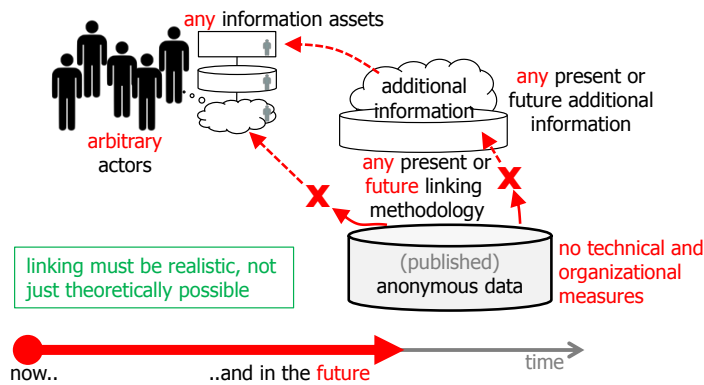 any information assets
additional
information
any present or
future additional
information
arbitrary
actors
any present or
future linking
methodology
linking must be realistic, not
just theoretically possible
(published)
anonymous data
no technical and
organizational
measures
time
now..
..and in the future